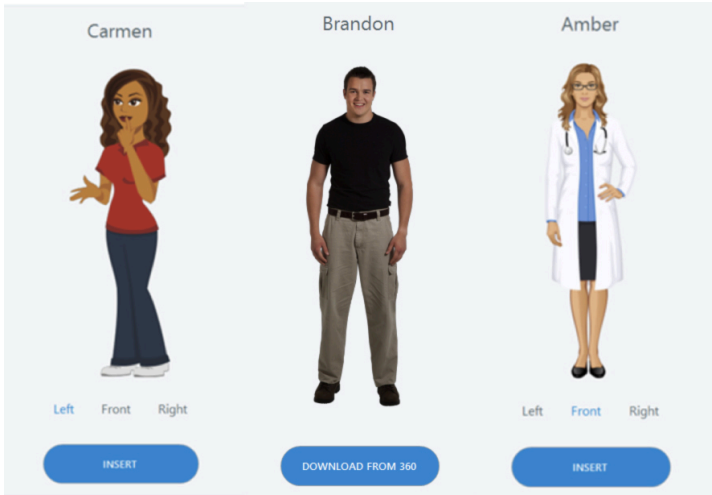 Carmen
Brandon
Amber
Left Front Right
Left Front Right
INSERT
DOWNLOAD FROM 360
INSERT